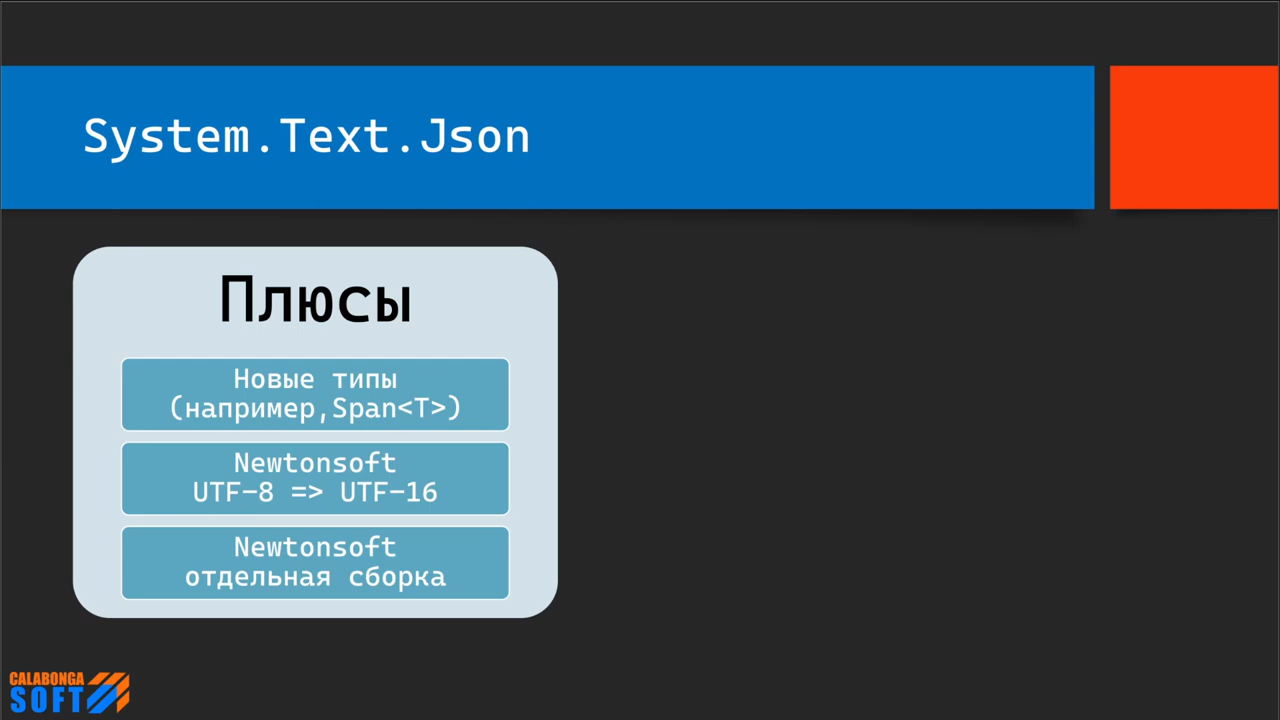 System.Text.Json
Плюсы
Новые типы
(например,Span<T>)
Newtonsoft
UTF-8 => UTF-16
Newtonsoft
отдельная сборка
CALABONGA
SOFT